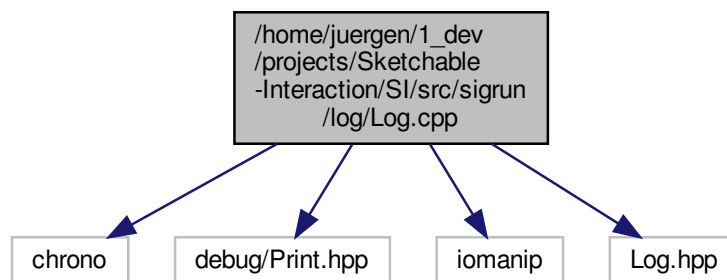 /home/juergen/1_dev
/projects/Sketchable
-Interaction/SI/src/sigrun
/log/Log.cpp
chrono
debug/Print.hpp
iomanip
Log.hpp